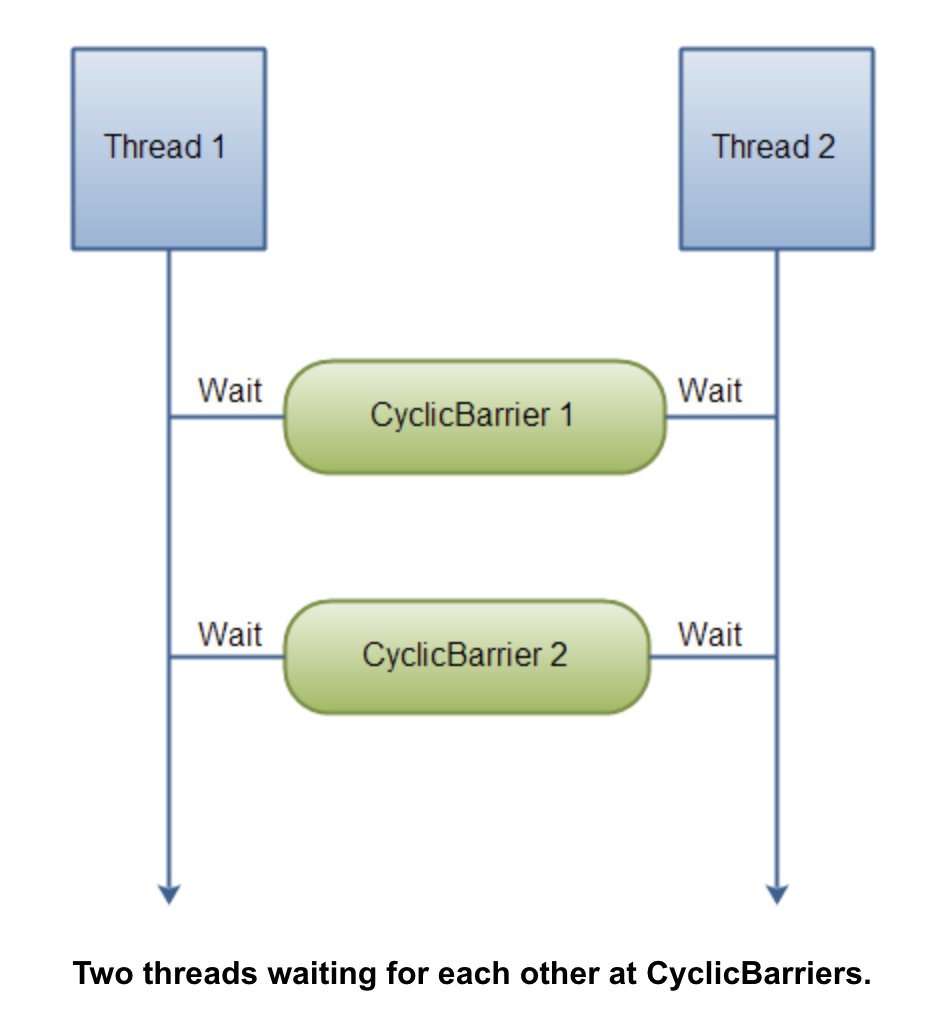 Thread 1
Thread 2
Wait
CyclicBarrier 1
Wait
Wait
CyclicBarrier 2
Wait
Two threads waiting for each other at CyclicBarriers.